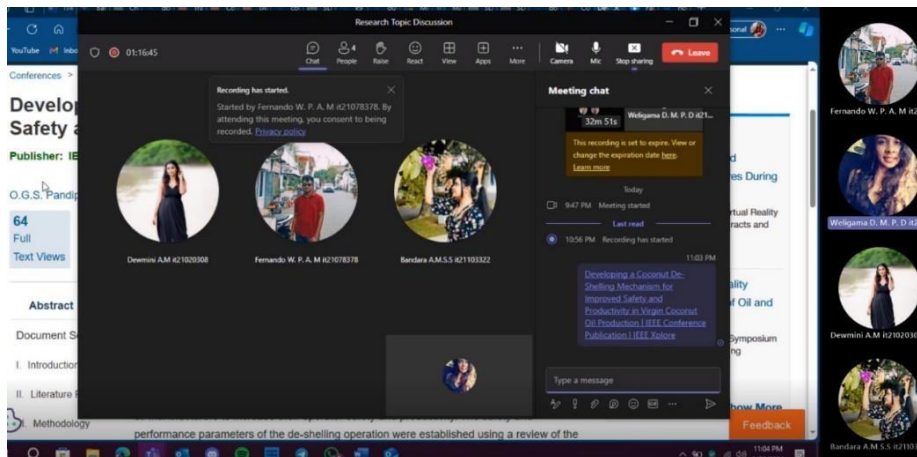 Research Topic Discussion
YouTube
01:16:45
Chat
People
Raise
React
View
Apps
More
Camera
Mic
Stop sharing
Leave
Conferences >
Develop
Safety a
Publisher: IE
O.G.S. Pandip
64
Full
Text Views
Abstract
I. Introduction
II. Literature
Methodology
Recording has started.
Started by Fernando W. P. A. M it21078378. By
attending this meeting, you consent to being
recorded. Privacy policy
Dewmini A.M it21020308
Fernando W. P. A. M it21078378
Bandara A.M.S.S it21103322
Meeting chat
32m 51s
Weligama D. M. P. D it21...
This recording is set to expire. View or
change the expiration date here.
Learn more
Today
9:47 PM Meeting started
Last read
10:56 PM Recording has started
11:03 PM
Developing a Coconut De-
Shelling Mechanism for
Improved Safety and
Productivity in Virgin Coconut
Oil Production | IEEE Conference
Publication | IEEE Xplore
Type a message
es During
rtual Reality
racts and
ality
of Oil and
Symposium
ng
how More
Feedback
performance parameters of the de-shelling operation were established using a review of the
11:04 PM
Fernando W. P. A. M it2
Weligama D. M. P. D it2
Dewmini A.M it2102030
Bandara A.M.S.S it21103